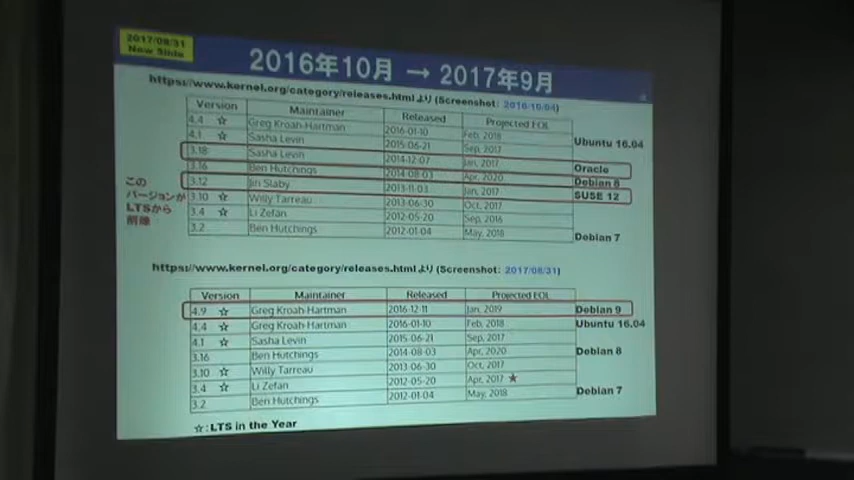 2017/08/31
New Slide
2016年10月 → 2017年9月
https://www.kernel.org/category/releases.htmlより (Screenshot: 2016/10/04)
Version Maintainer Released Projected EOL
4.4 ☆ Greg Kroah-Hartman 2016-01-10 Feb, 2018 Ubuntu 16.04
4.1 ☆ Sasha Levin 2015-06-21 Sep, 2017
3.18 Sasha Levin 2014-12-07 Jan, 2017 Oracle
3.16 Ben Hutchings 2014-08-03 Apr, 2020 Debian 8
3.12 Jiri Slaby 2013-11-03 Jan, 2017 SUSE 12
3.10 ☆ Willy Tarreau 2013-06-30 Oct, 2017
3.4 ☆ Li Zefan 2012-05-20 Sep, 2016
3.2 Ben Hutchings 2012-01-04 May, 2018 Debian 7
この
バージョンが
LTSから
削除
https://www.kernel.org/category/releases.htmlより (Screenshot: 2017/08/31)
Version Maintainer Released Projected EOL
4.9 ☆ Greg Kroah-Hartman 2016-12-11 Jan, 2019 Debian 9
4.4 ☆ Greg Kroah-Hartman 2016-01-10 Feb, 2018 Ubuntu 16.04
4.1 ☆ Sasha Levin 2015-06-21 Sep, 2017
3.16 Ben Hutchings 2014-08-03 Apr, 2020 Debian 8
3.10 ☆ Willy Tarreau 2013-06-30 Oct, 2017
3.4 ☆ Li Zefan 2012-05-20 Apr, 2017 ★
3.2 Ben Hutchings 2012-01-04 May, 2018 Debian 7
☆:LTS in the Year